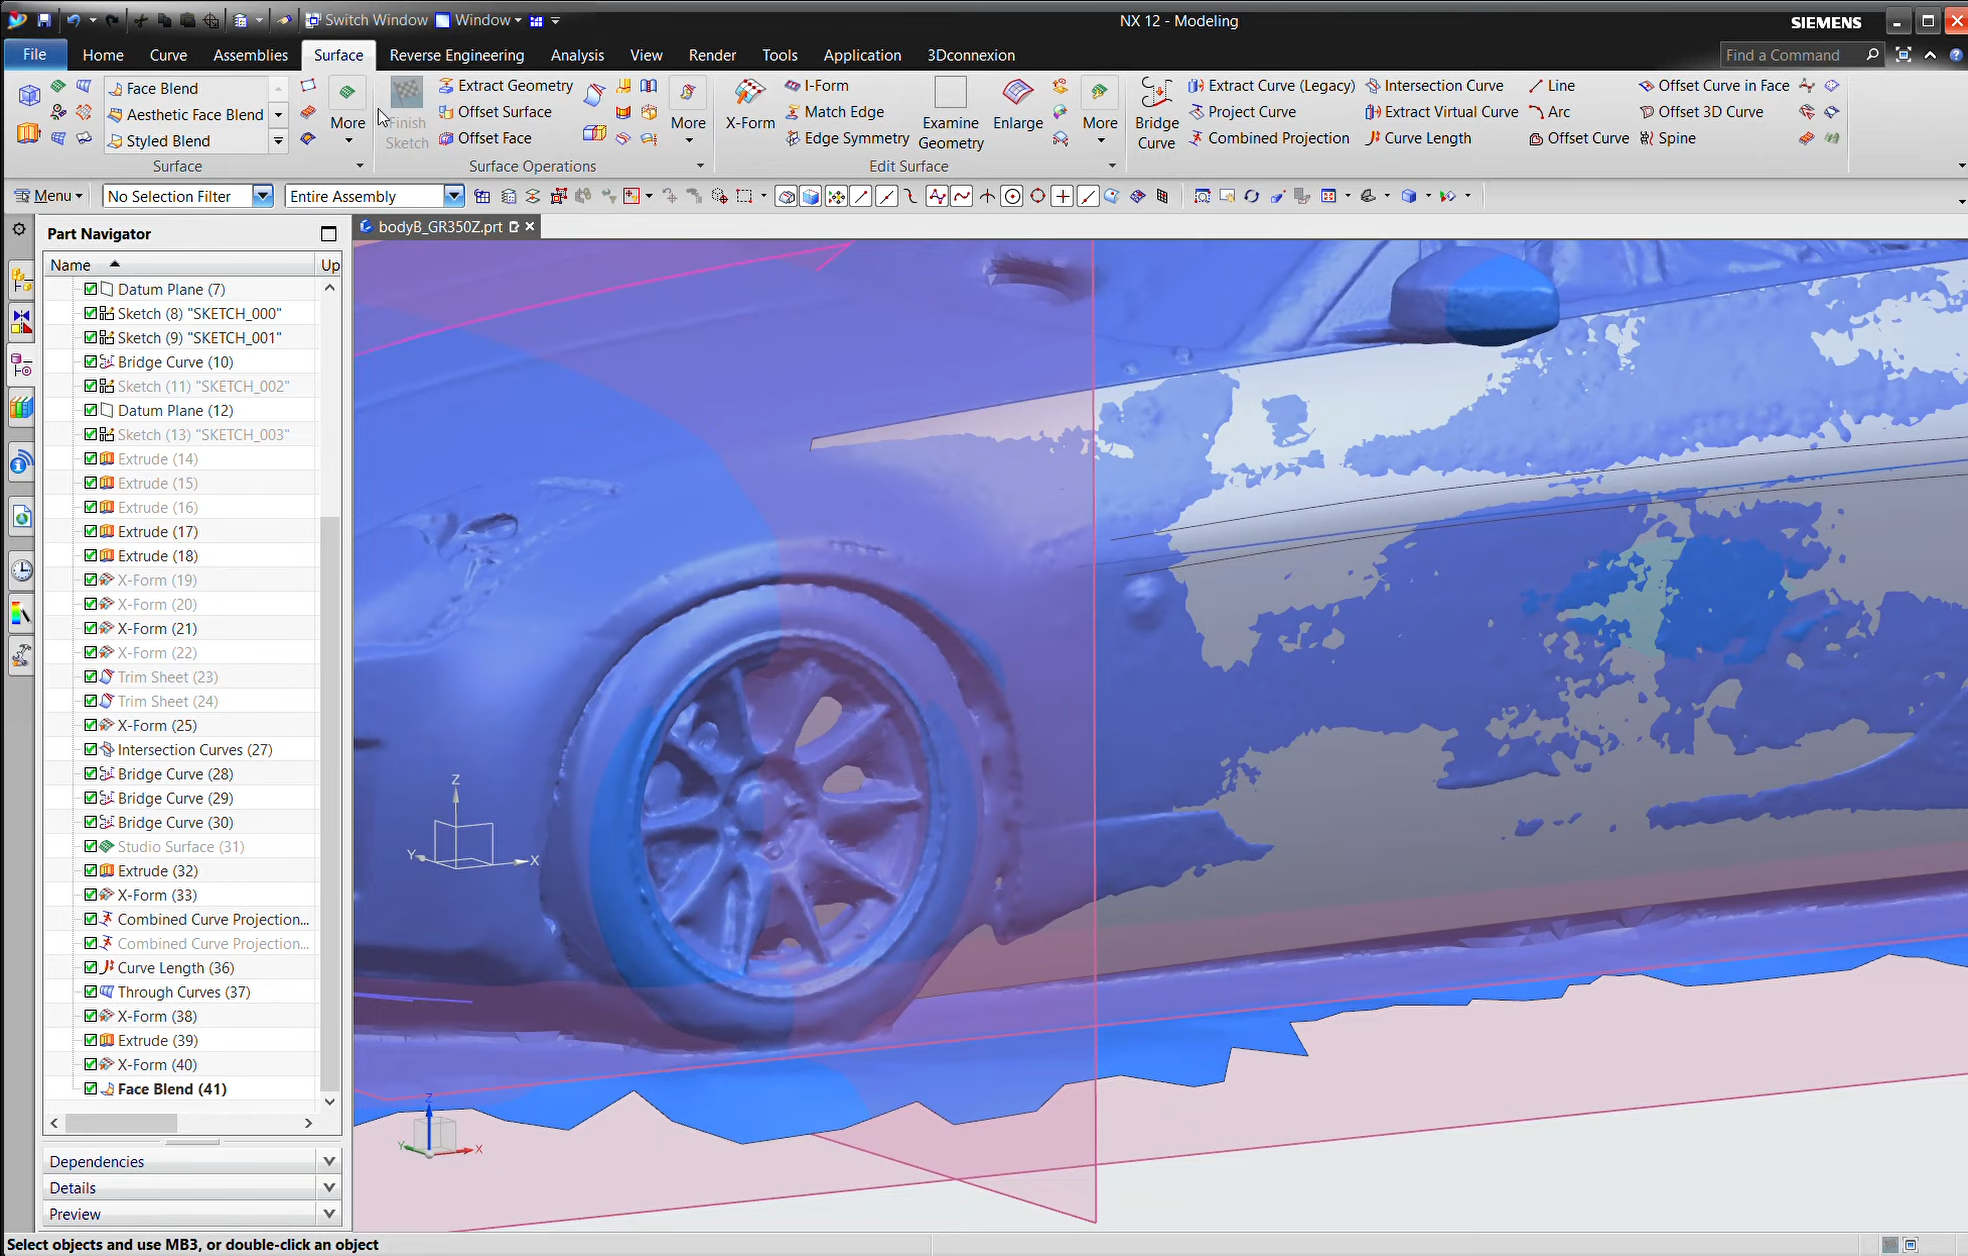 Switch Window Window NX 12 - Modeling SIEMENS
File Home Curve Assemblies Surface Reverse Engineering Analysis View Render Tools Application 3Dconnexion Find a Command
Face Blend
Aesthetic Face Blend
Styled Blend
More
Surface
Finish Sketch
Extract Geometry
Offset Surface
Offset Face
More
Surface Operations
X-Form
I-Form
Match Edge
Edge Symmetry
Examine Geometry
Enlarge
More
Edit Surface
Bridge Curve
Extract Curve (Legacy)
Project Curve
Combined Projection
Intersection Curve
Extract Virtual Curve
Curve Length
Line
Arc
Offset Curve
Offset Curve in Face
Offset 3D Curve
Spine
Menu No Selection Filter Entire Assembly
Part Navigator
bodyB_GR350Z.prt
Name Up
Datum Plane (7)
Sketch (8) "SKETCH_000"
Sketch (9) "SKETCH_001"
Bridge Curve (10)
Sketch (11) "SKETCH_002"
Datum Plane (12)
Sketch (13) "SKETCH_003"
Extrude (14)
Extrude (15)
Extrude (16)
Extrude (17)
Extrude (18)
X-Form (19)
X-Form (20)
X-Form (21)
X-Form (22)
Trim Sheet (23)
Trim Sheet (24)
X-Form (25)
Intersection Curves (27)
Bridge Curve (28)
Bridge Curve (29)
Bridge Curve (30)
Studio Surface (31)
Extrude (32)
X-Form (33)
Combined Curve Projection...
Combined Curve Projection...
Curve Length (36)
Through Curves (37)
X-Form (38)
Extrude (39)
X-Form (40)
Face Blend (41)
Dependencies
Details
Preview
Z
Y
X
Z
Y
X
Select objects and use MB3, or double-click an object